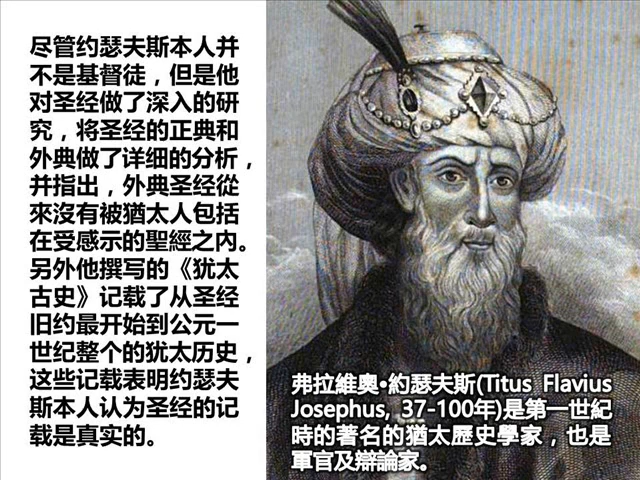 尽管约瑟夫斯本人并
不是基督徒，但是他
对圣经做了深入的研
究，将圣经的正典和
外典做了详细的分析，
并指出，外典圣经從
來沒有被猶太人包括
在受感示的聖經之內。
另外他撰写的《犹太
古史》记载了从圣经
旧约最开始到公元一
世纪整个的犹太历史，
这些记载表明约瑟夫
斯本人认为圣经的记
载是真实的。
弗拉維奧•約瑟夫斯(Titus Flavius
Josephus, 37-100年)是第一世紀
時的著名的猶太歷史學家，也是
軍官及辯論家。